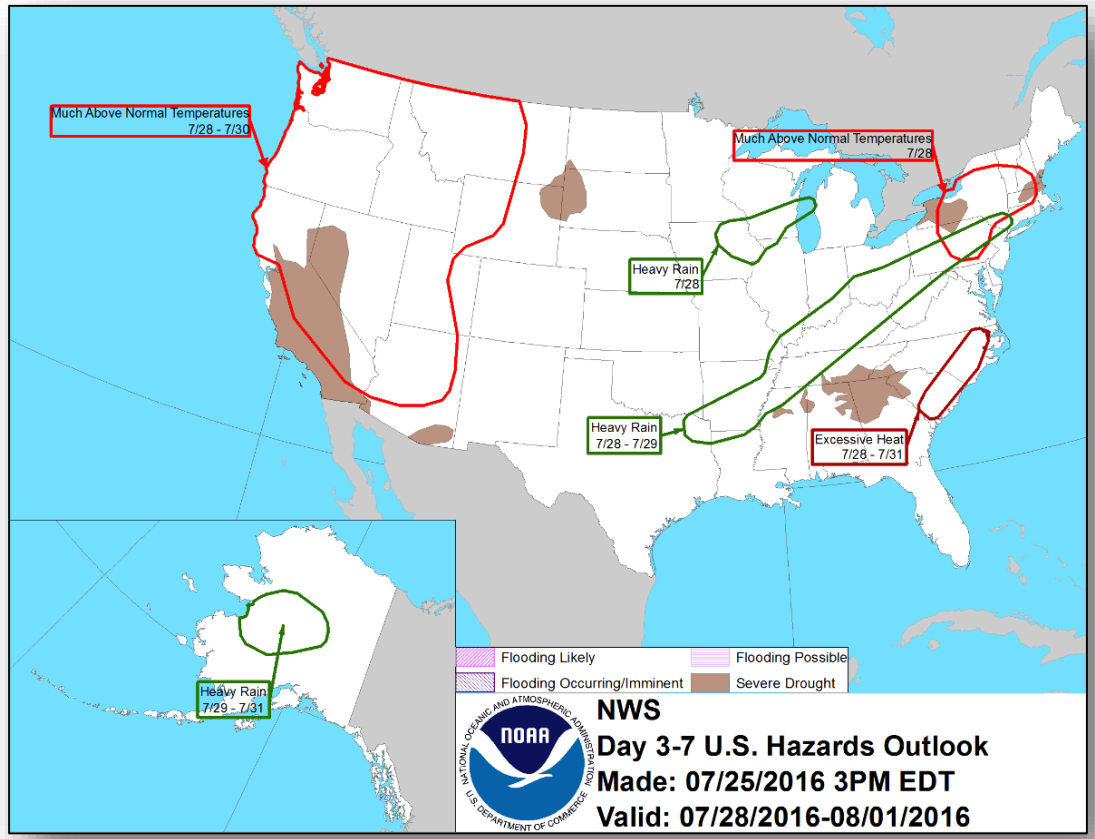 Much Above Normal Temperatures
7/28 - 7/30
Much Above Normal Temperatures
7/28
Heavy Rain
7/28
Heavy Rain
7/28 - 7/29
Excessive Heat
7/28 - 7/31
Heavy Rain
7/29 - 7/31
Flooding Likely
Flooding Possible
Flooding Occurring/Imminent
Severe Drought
NATIONAL OCEANIC AND ATMOSPHERIC ADMINISTRATION
NOAA
U.S. DEPARTMENT OF COMMERCE
NWS
Day 3-7 U.S. Hazards Outlook
Made: 07/25/2016 3PM EDT
Valid: 07/28/2016-08/01/2016